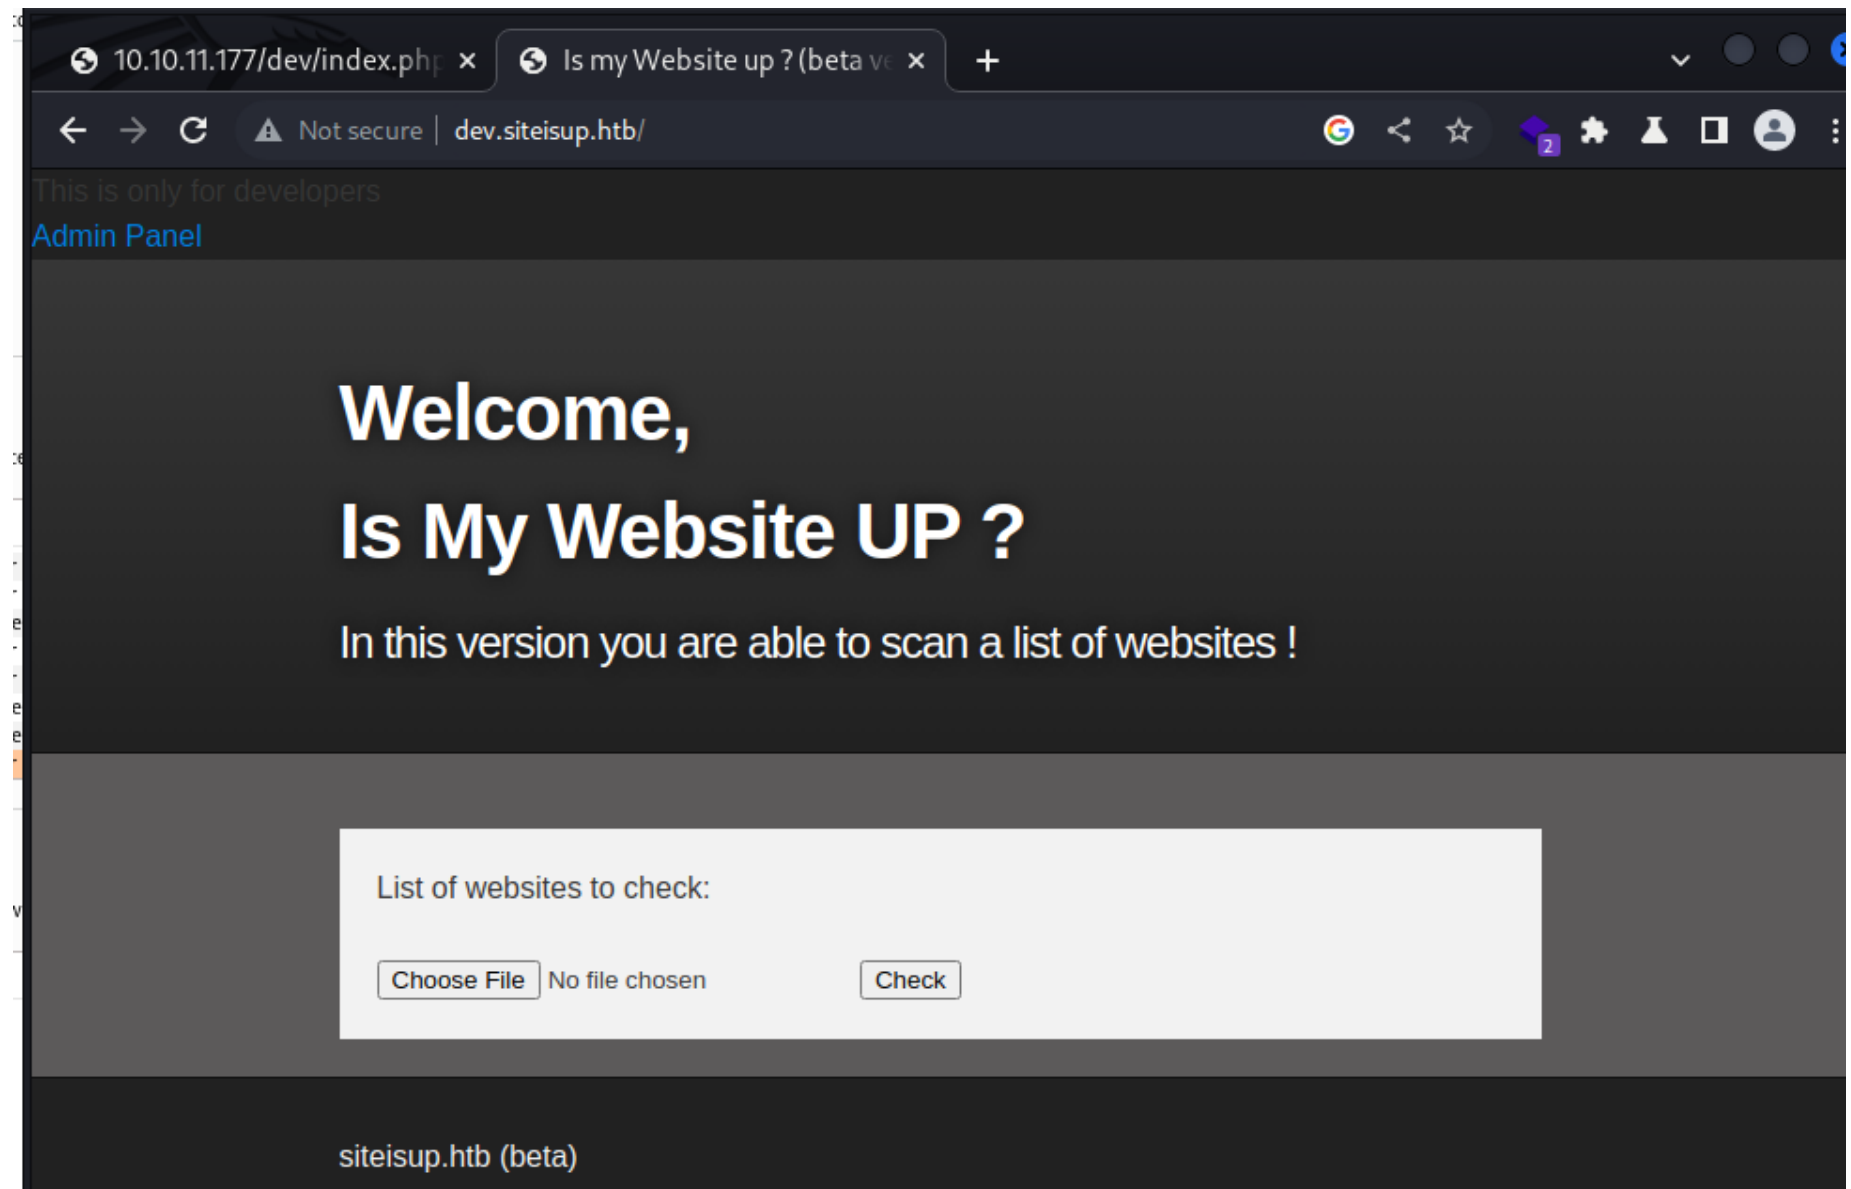 10.10.11.177/dev/index.php
Is my Website up ? (beta ve
Not secure
dev.siteisup.htb/
2
This is only for developers
Admin Panel
Welcome,
Is My Website UP ?
In this version you are able to scan a list of websites !
List of websites to check:
Choose File No file chosen Check
siteisup.htb (beta)